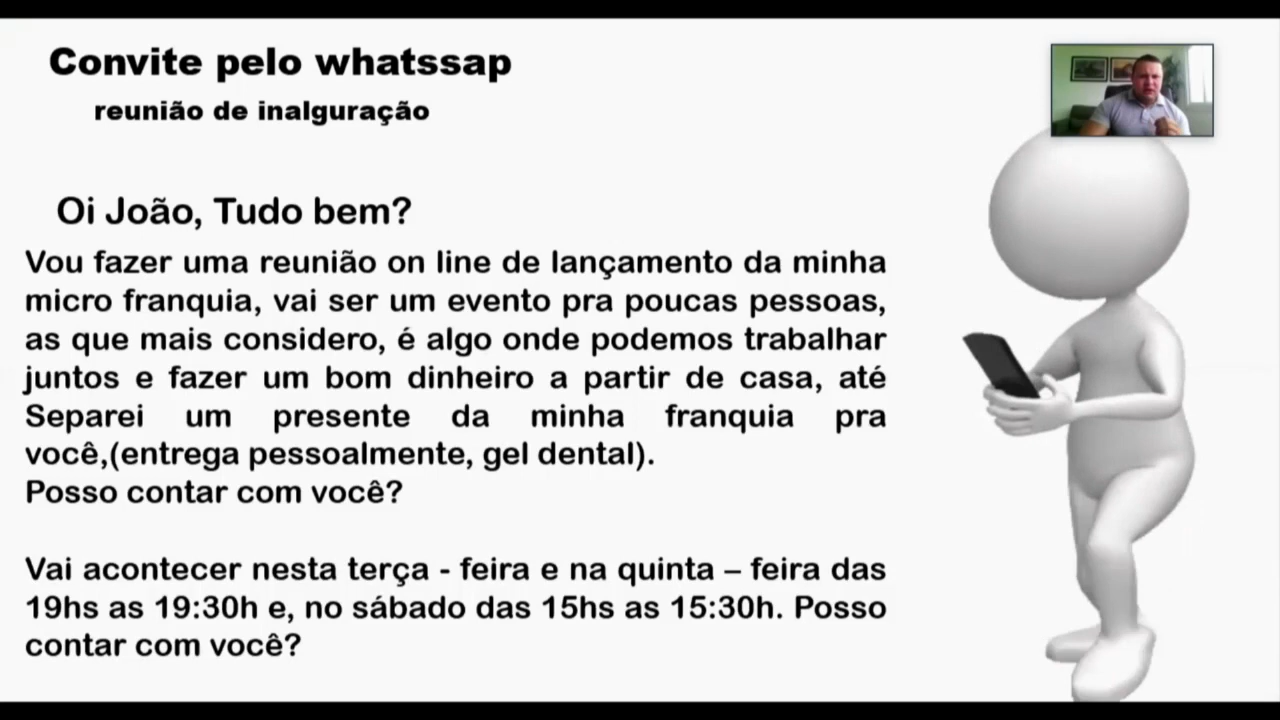 Convite pelo whatssap
reunião de inalguração
Oi João, Tudo bem?
Vou fazer uma reunião on line de lançamento da minha
micro franquia, vai ser um evento pra poucas pessoas,
as que mais considero, é algo onde podemos trabalhar
juntos e fazer um bom dinheiro a partir de casa, até
Separei um presente da minha franquia pra
você,(entrega pessoalmente, gel dental).
Posso contar com você?
Vai acontecer nesta terça - feira e na quinta – feira das
19hs as 19:30h e, no sábado das 15hs as 15:30h. Posso
contar com você?